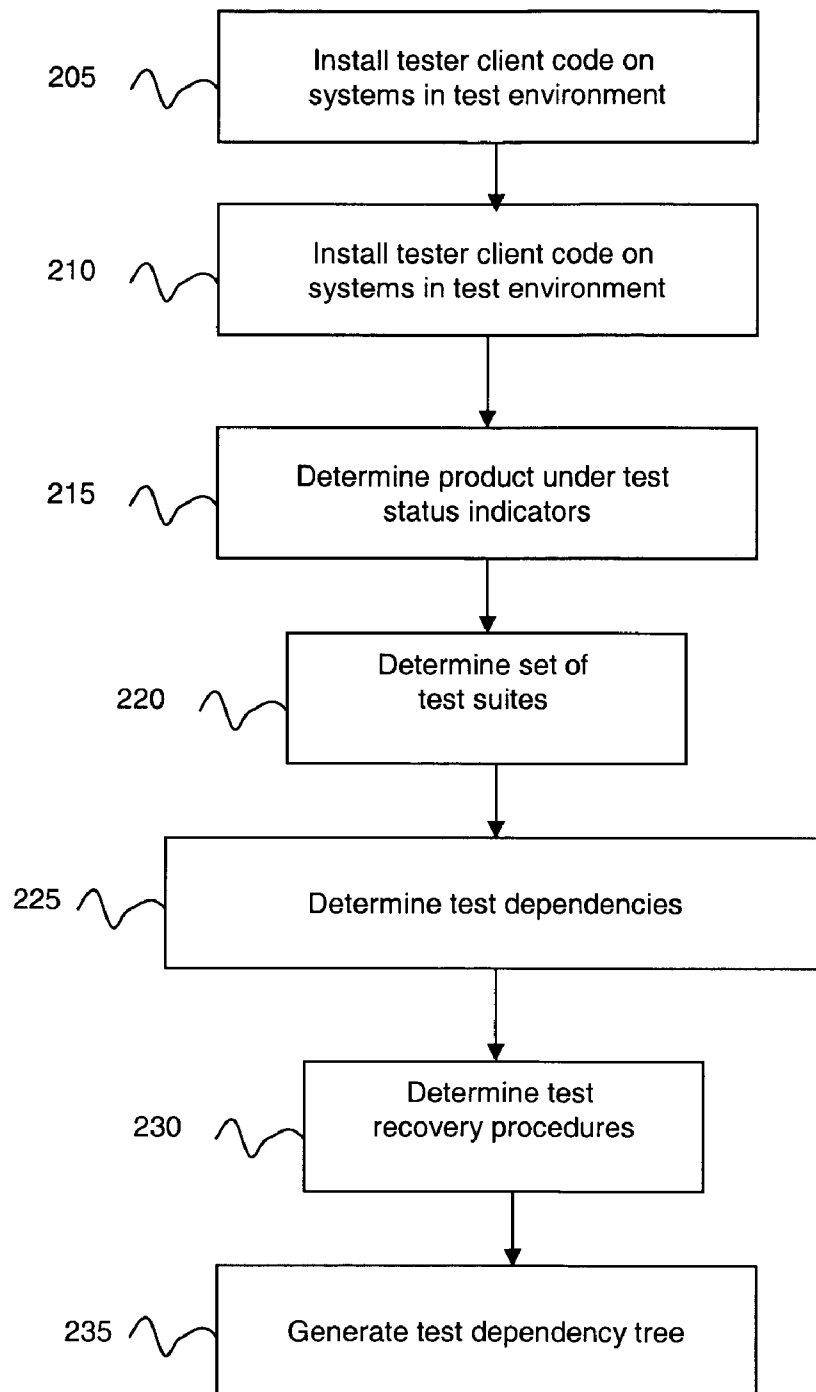 205
Install tester client code on
systems in test environment
210
Install tester client code on
systems in test environment
215
Determine product under test
status indicators
220
Determine set of
test suites
225
Determine test dependencies
230
Determine test
recovery procedures
235
Generate test dependency tree